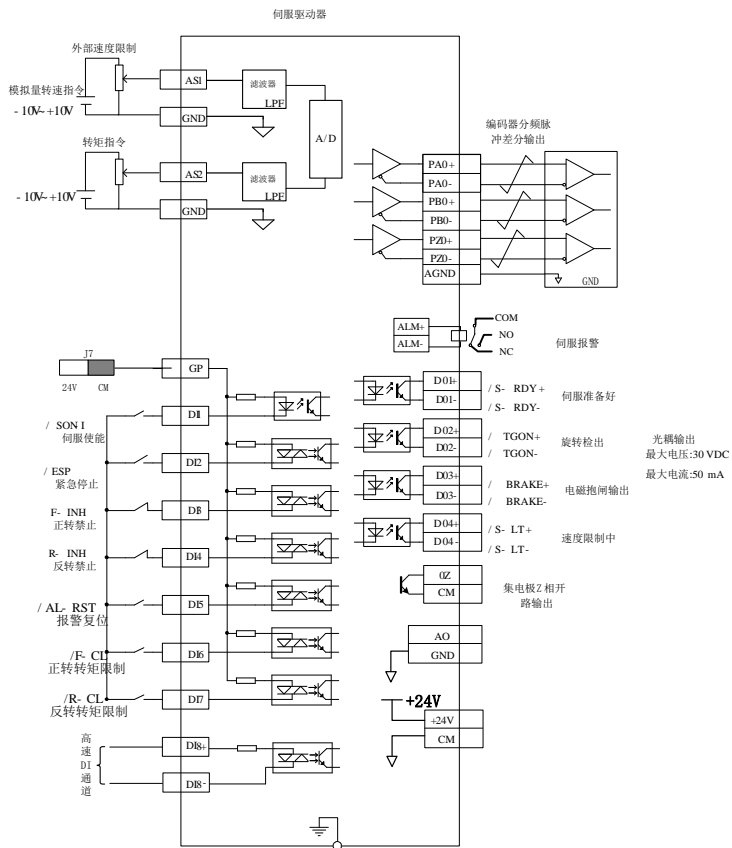 伺服驱动器
外部速度限制
模拟量转速指令
- 10V~ +10V
AS1
GND
滤波器
LPF
A/D
转矩指令
- 10V~ +10V
AS2
GND
滤波器
LPF
编码器分频脉
冲差分输出
PA0+
PA0-
PB0+
PB0-
PZ0+
PZ0-
AGND
GND
ALM+
ALM-
COM
NO
NC
伺服报警
J7
24V
CM
GP
/ SON I
伺服使能
DI1
/ ESP
紧急停止
DI2
F- INH
正转禁止
DI3
R- INH
反转禁止
DI4
/ AL- RST
报警复位
DI5
/F- CL
正转转矩限制
DI6
/R- CL
反转转矩限制
DI7
高
速
DI
通
道
DI8+
DI8-
D01+
D01-
/ S- RDY +
/ S- RDY-
伺服准备好
D02+
D02-
/ TGON+
/ TGON-
旋转检出
D03+
D03-
/ BRAKE+
/ BRAKE-
电磁抱闸输出
D04+
D04 -
/ S- LT +
/ S- LT-
速度限制中
光耦输出
最大电压:30 VDC
最大电流:50 mA
0Z
CM
集电极Z相开
路输出
AO
GND
+24V
+24V
CM